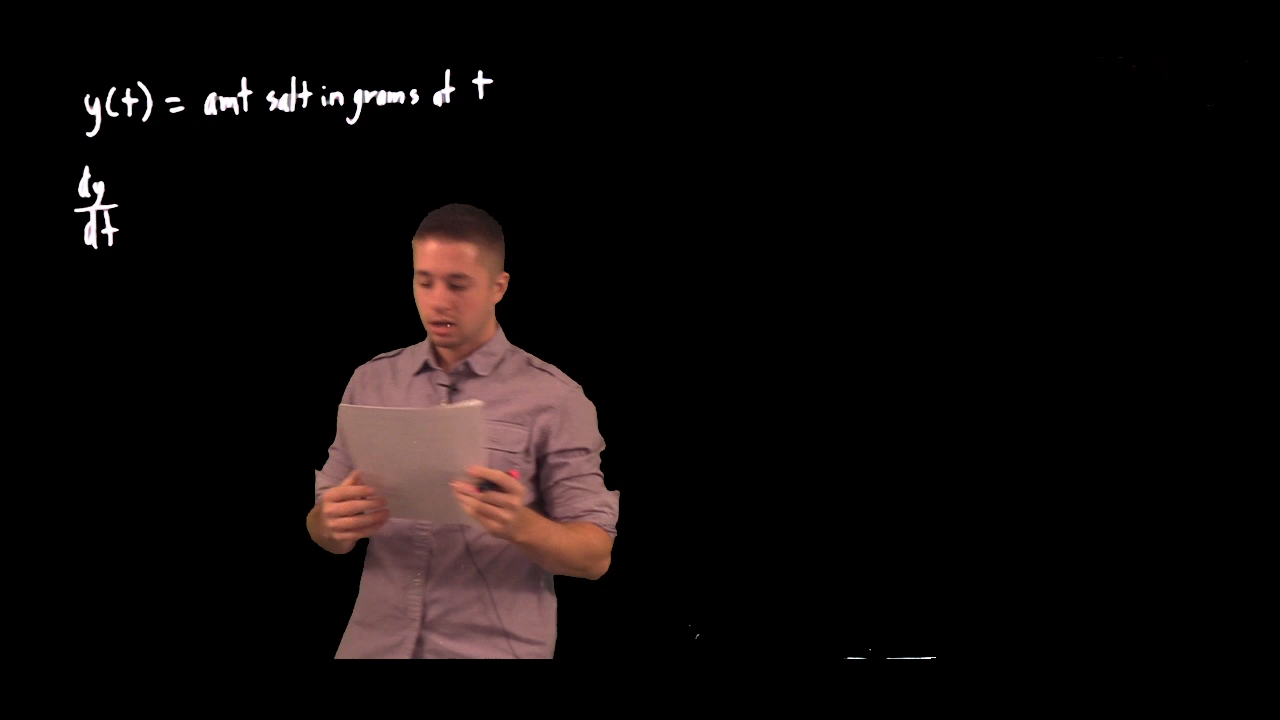 y(t) = amt salt in grams at t
dy
dt